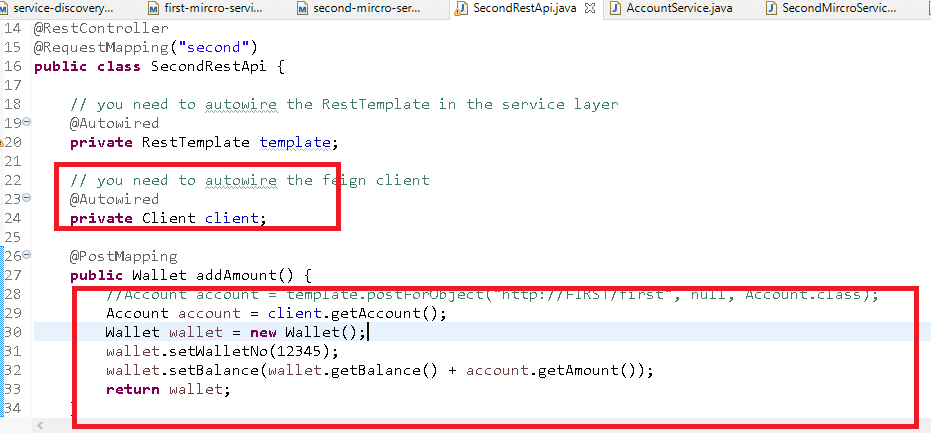 service-discovery... first-mircro-servi... second-mircro-ser... SecondRestApi.java AccountService.java SecondMircroServic...
14 @RestController
15 @RequestMapping("second")
16 public class SecondRestApi {
17
18 // you need to autowire the RestTemplate in the service layer
19 @Autowired
20 private RestTemplate template;
21
22 // you need to autowire the feign client
23 @Autowired
24 private Client client;
25
26 @PostMapping
27 public Wallet addAmount() {
28 //Account account = template.postForObject("http://FIRST/first", null, Account.class);
29 Account account = client.getAccount();
30 Wallet wallet = new Wallet();
31 wallet.setWalletNo(12345);
32 wallet.setBalance(wallet.getBalance() + account.getAmount());
33 return wallet;
34